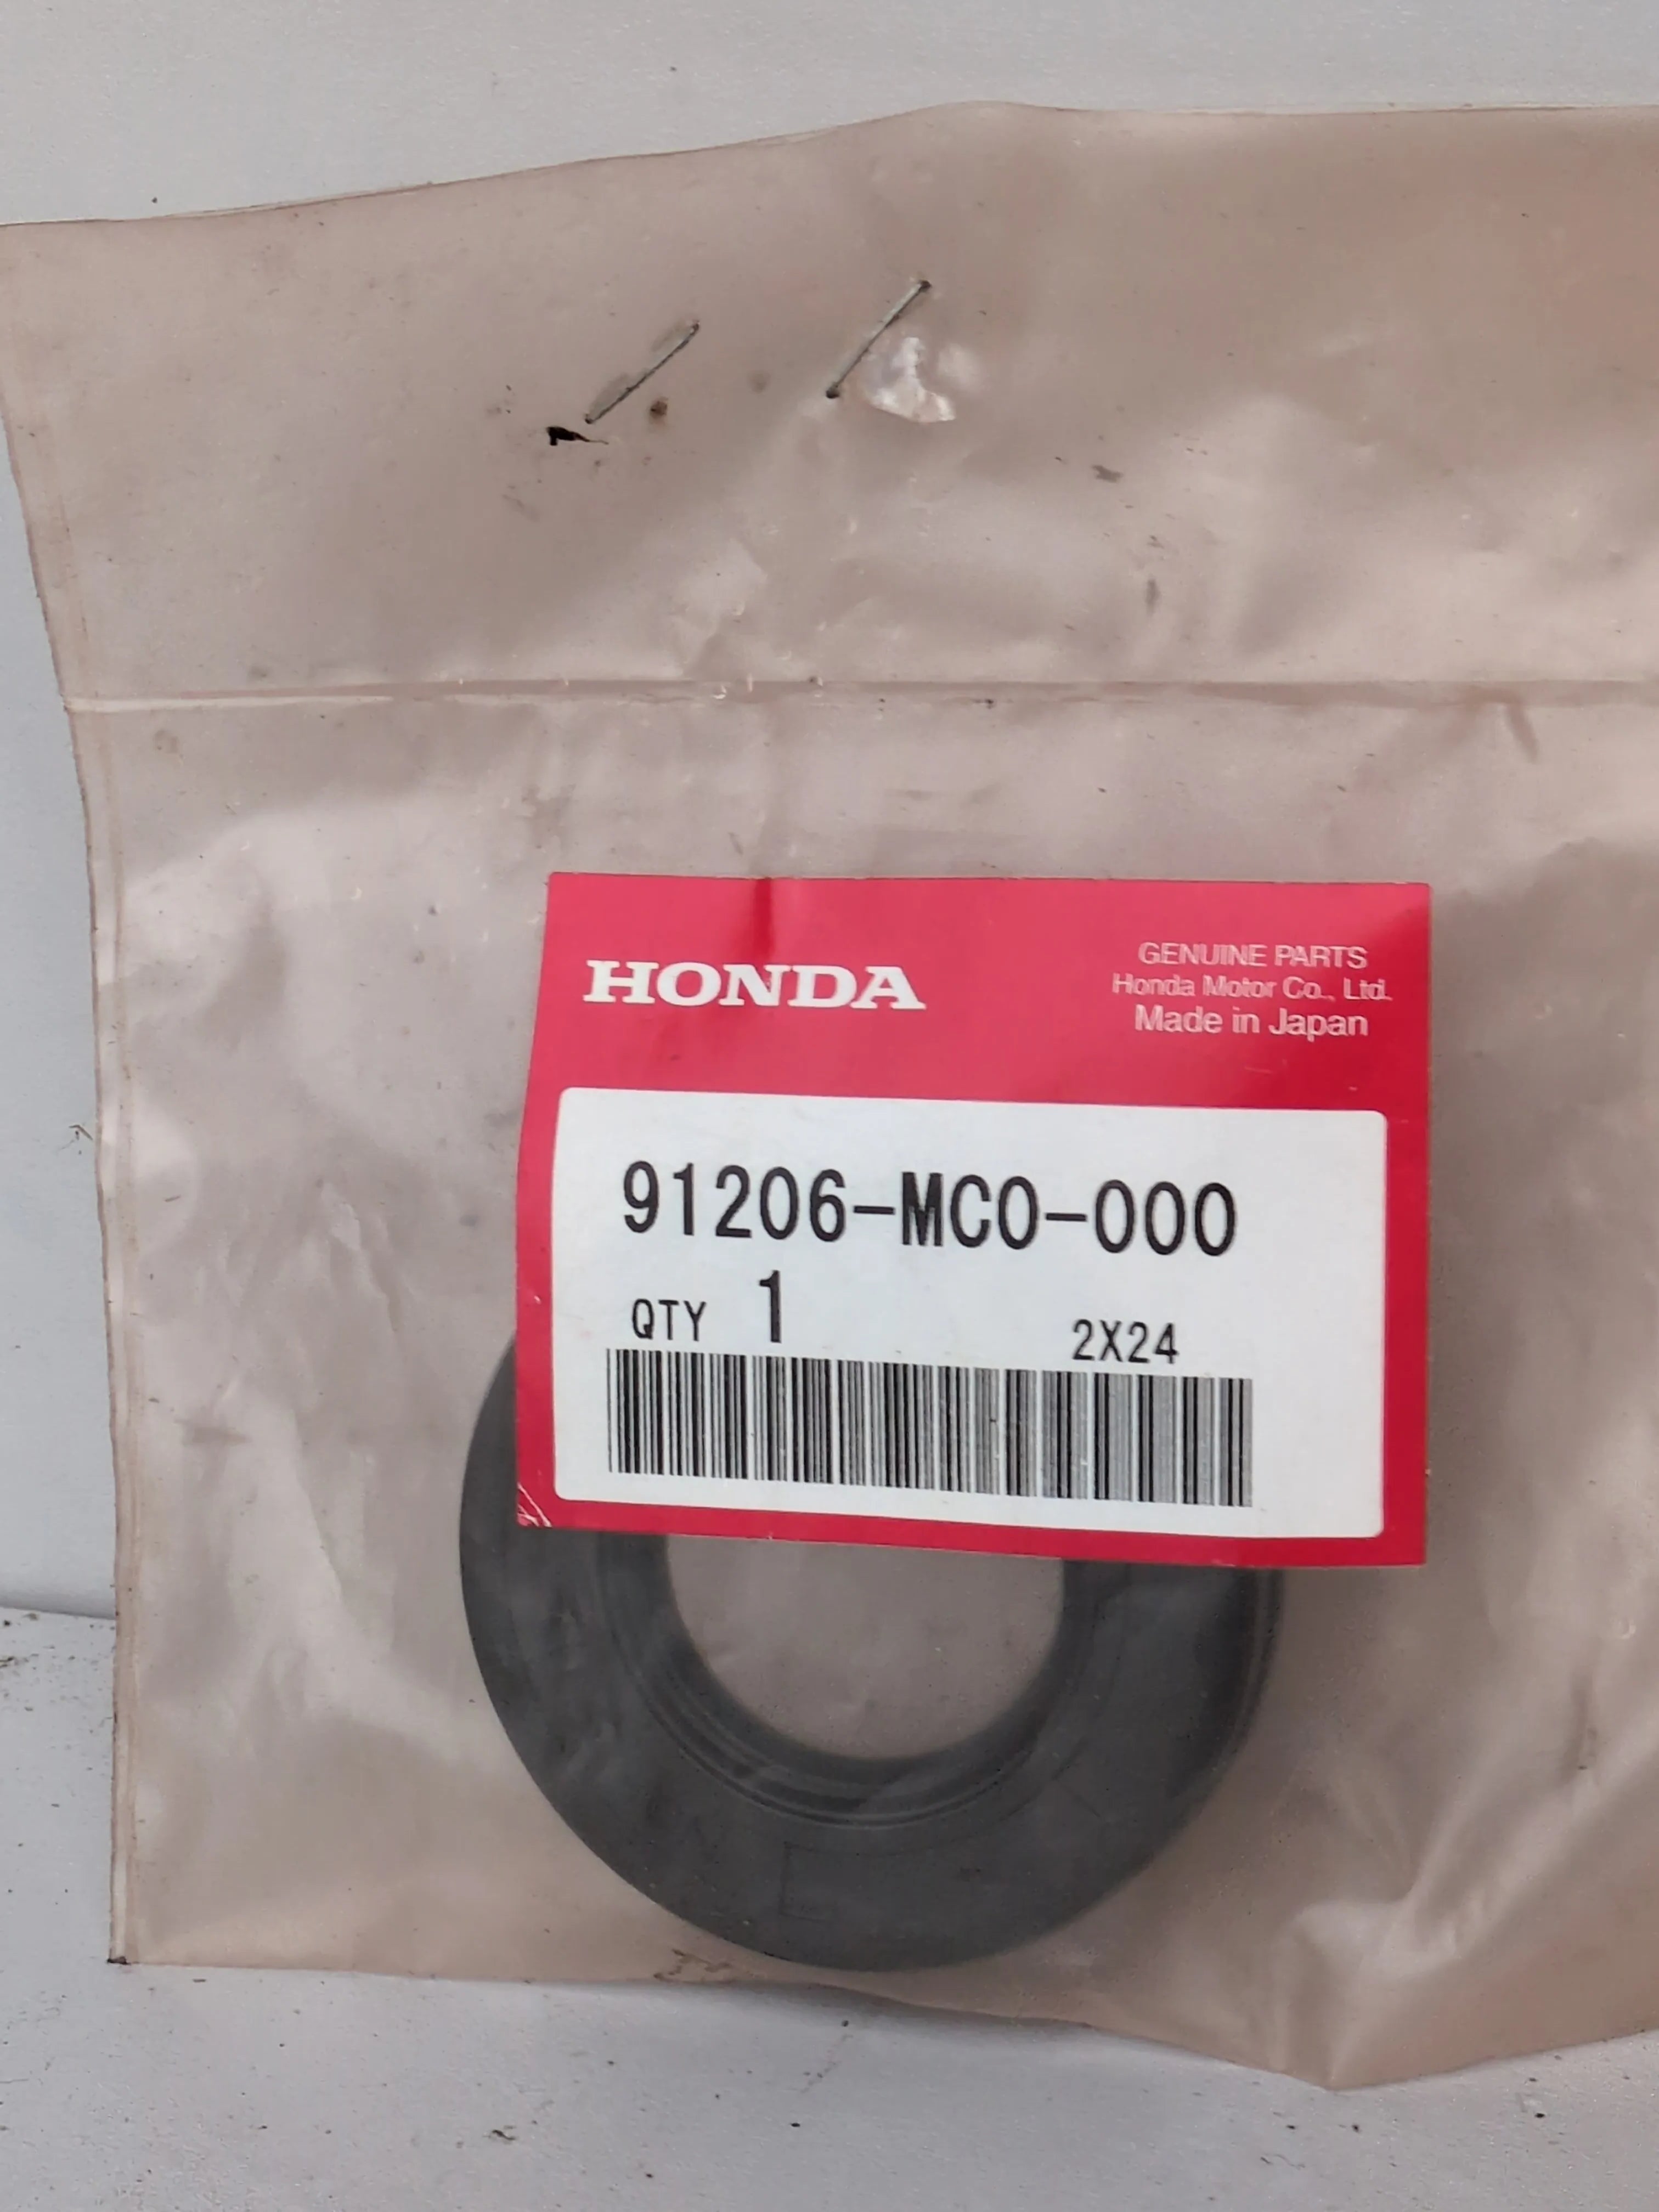 HONDA
GENUINE PARTS
Honda Motor Co., Ltd.
Made in Japan
91206-MC0-000
QTY 1
2X24